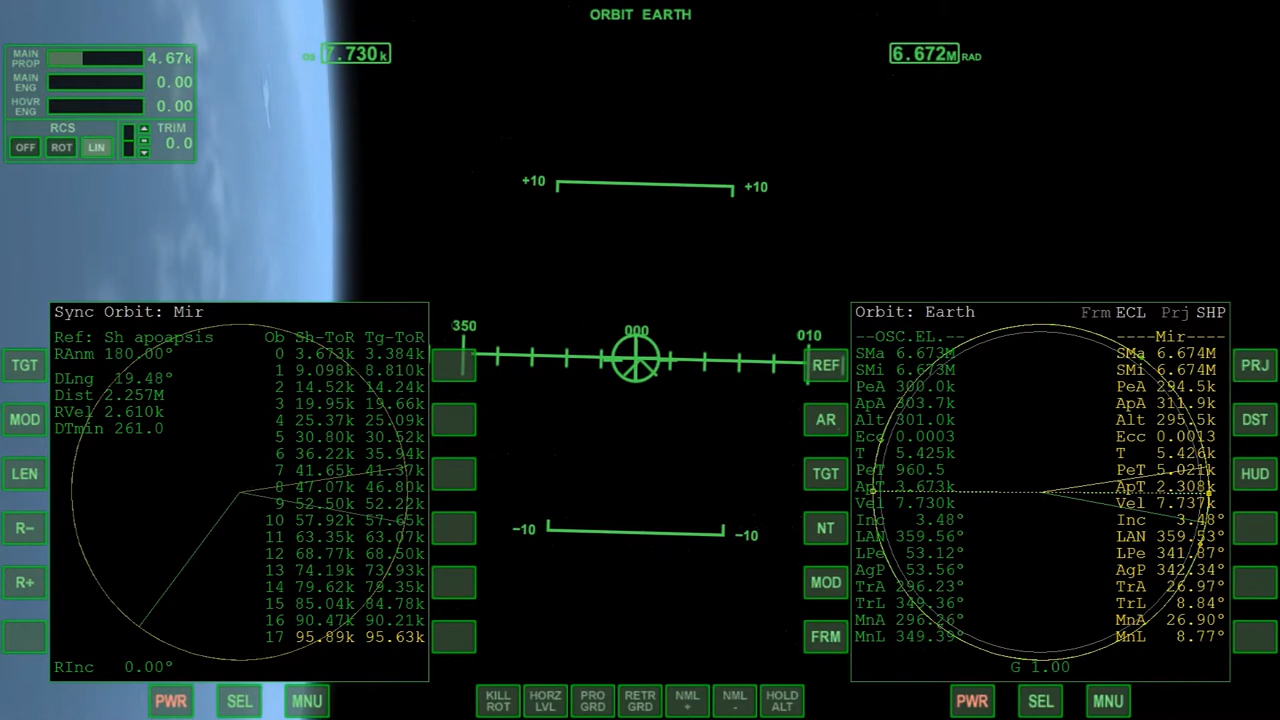 ORBIT EARTH
MAIN PROP 4.67k
MAIN ENG 0.00
HOVR ENG 0.00
RCS TRIM
OFF ROT LIN 0.0
OS 7.730k
6.672M RAD
+10 +10
350 000 010
-10 -10
Sync Orbit: Mir
Ref: Sh apoapsis
RAnm 180.00°
DLng 19.48°
Dist 2.257M
RVel 2.610k
DTmin 261.0
Ob Sh-ToR Tg-ToR
0 3.673k 3.384k
1 9.098k 8.810k
2 14.52k 14.24k
3 19.95k 19.66k
4 25.37k 25.09k
5 30.80k 30.52k
6 36.22k 35.94k
7 41.65k 41.37k
8 47.07k 46.80k
9 52.50k 52.22k
10 57.92k 57.65k
11 63.35k 63.07k
12 68.77k 68.50k
13 74.19k 73.93k
14 79.62k 79.35k
15 85.04k 84.78k
16 90.47k 90.21k
17 95.89k 95.63k
RInc 0.00°
TGT
MOD
LEN
R-
R+
PWR SEL MNU
KILL ROT
HORZ LVL
PRO GRD
RETR GRD
NML +
NML -
HOLD ALT
REF
AR
TGT
NT
MOD
FRM
Orbit: Earth Frm ECL Prj SHP
--OSC.EL.-- ---Mir---
SMa 6.673M SMa 6.674M
SMi 6.673M SMi 6.674M
PeA 300.0k PeA 294.5k
ApA 303.7k ApA 311.9k
Alt 301.0k Alt 295.5k
Ecc 0.0003 Ecc 0.0013
T 5.425k T 5.426k
PeT 960.5 PeT 5.021k
ApT 3.673k ApT 2.308k
Vel 7.730k Vel 7.737k
Inc 3.48° Inc 3.48°
LAN 359.56° LAN 359.53°
LPe 53.12° LPe 341.87°
AgP 53.56° AgP 342.34°
TrA 296.23° TrA 26.97°
TrL 349.36° TrL 8.84°
MnA 296.26° MnA 26.90°
MnL 349.39° MnL 8.77°
G 1.00
PRJ
DST
HUD
PWR SEL MNU